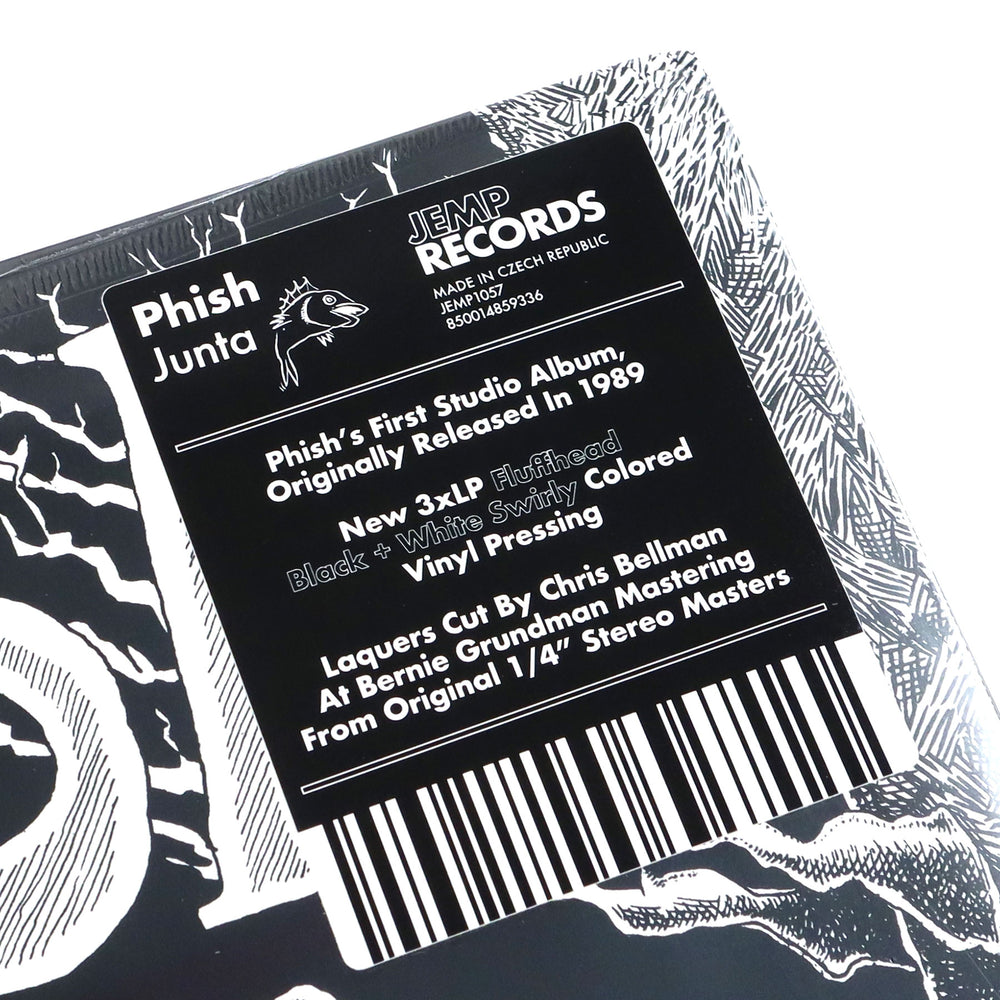 Phish
Junta
JEMP
RECORDS
MADE IN CZECH REPUBLIC
JEMP1057
850014859336
Phish's First Studio Album,
Originally Released In 1989
New 3xLP Fluffhead
Black + White Swirly Colored
Vinyl Pressing
Laquers Cut By Chris Bellman
At Bernie Grundman Mastering
From Original 1/4" Stereo Masters